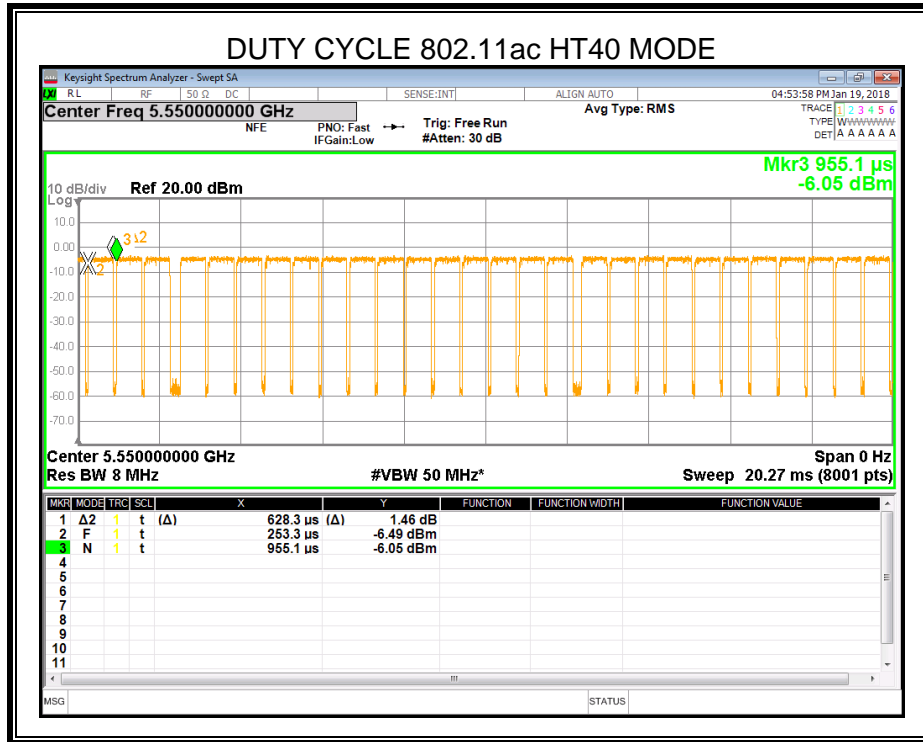 DUTY CYCLE 802.11ac HT40 MODE
Keysight Spectrum Analyzer - Swept SA
LXI RL RF 50 Ω DC SENSE:INT ALIGN AUTO 04:53:58 PM Jan 19, 2018
Center Freq 5.550000000 GHz Avg Type: RMS TRACE 1 2 3 4 5 6
NFE PNO: Fast Trig: Free Run TYPE WWWWWW
IFGain:Low #Atten: 30 dB DET A A A A A A
Mkr3 955.1 µs
10 dB/div Ref 20.00 dBm -6.05 dBm
Log
10.0
0.00
3 2
-10.0
2
-20.0
-30.0
-40.0
-50.0
-60.0
-70.0
Center 5.550000000 GHz Span 0 Hz
Res BW 8 MHz #VBW 50 MHz* Sweep 20.27 ms (8001 pts)
MKR MODE TRC SCL X Y FUNCTION FUNCTION WIDTH FUNCTION VALUE
1 Δ2 1 t (Δ) 628.3 µs (Δ) 1.46 dB
2 F 1 t 253.3 µs -6.49 dBm
3 N 1 t 955.1 µs -6.05 dBm
4
5
6
7
8
9
10
11
MSG STATUS